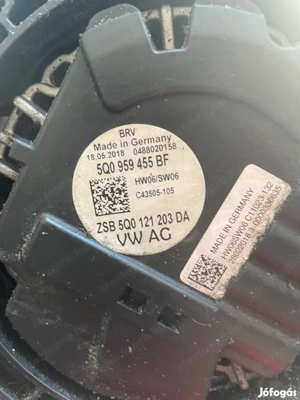 BRV
Made in Germany
18.05.2018 0488020158
5Q0 959 455 BF
HW06/SW06
C43505-105
ZSB 5Q0 121 203 DA
VW AG
MADE IN GERMANY
Jófogás